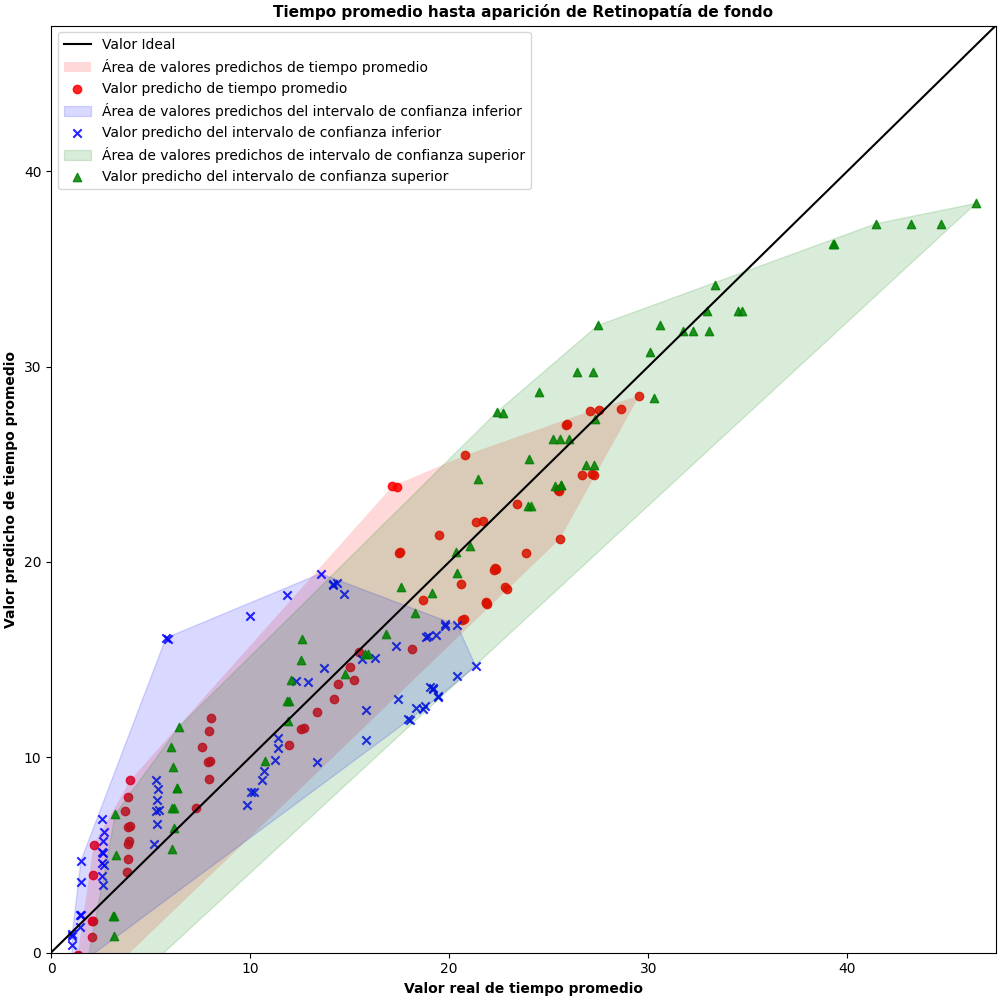 Tiempo promedio hasta aparición de Retinopatía de fondo
Valor Ideal
Área de valores predichos de tiempo promedio
Valor predicho de tiempo promedio
Área de valores predichos del intervalo de confianza inferior
Valor predicho del intervalo de confianza inferior
Área de valores predichos de intervalo de confianza superior
Valor predicho del intervalo de confianza superior
Valor predicho de tiempo promedio
40
30
20
10
0
0 10 20 30 40
Valor real de tiempo promedio